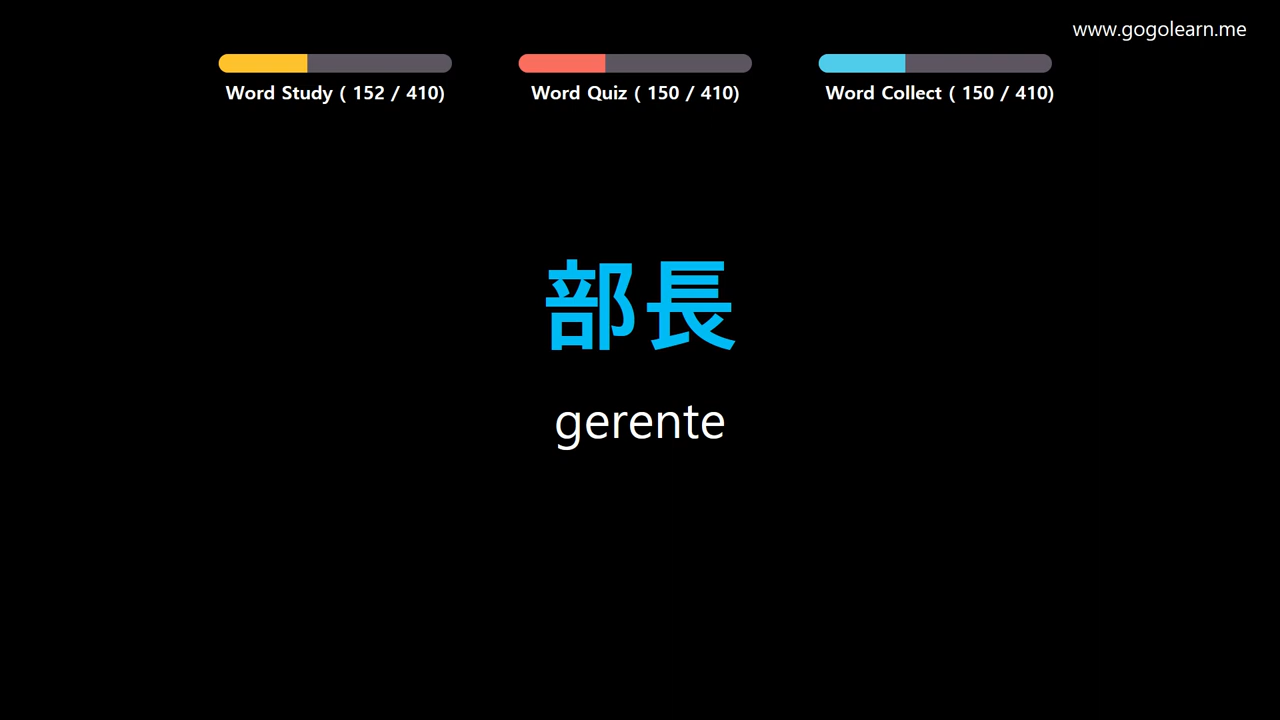 www.gogolearn.me
Word Study ( 152 / 410)
Word Quiz ( 150 / 410)
Word Collect ( 150 / 410)
部長
gerente